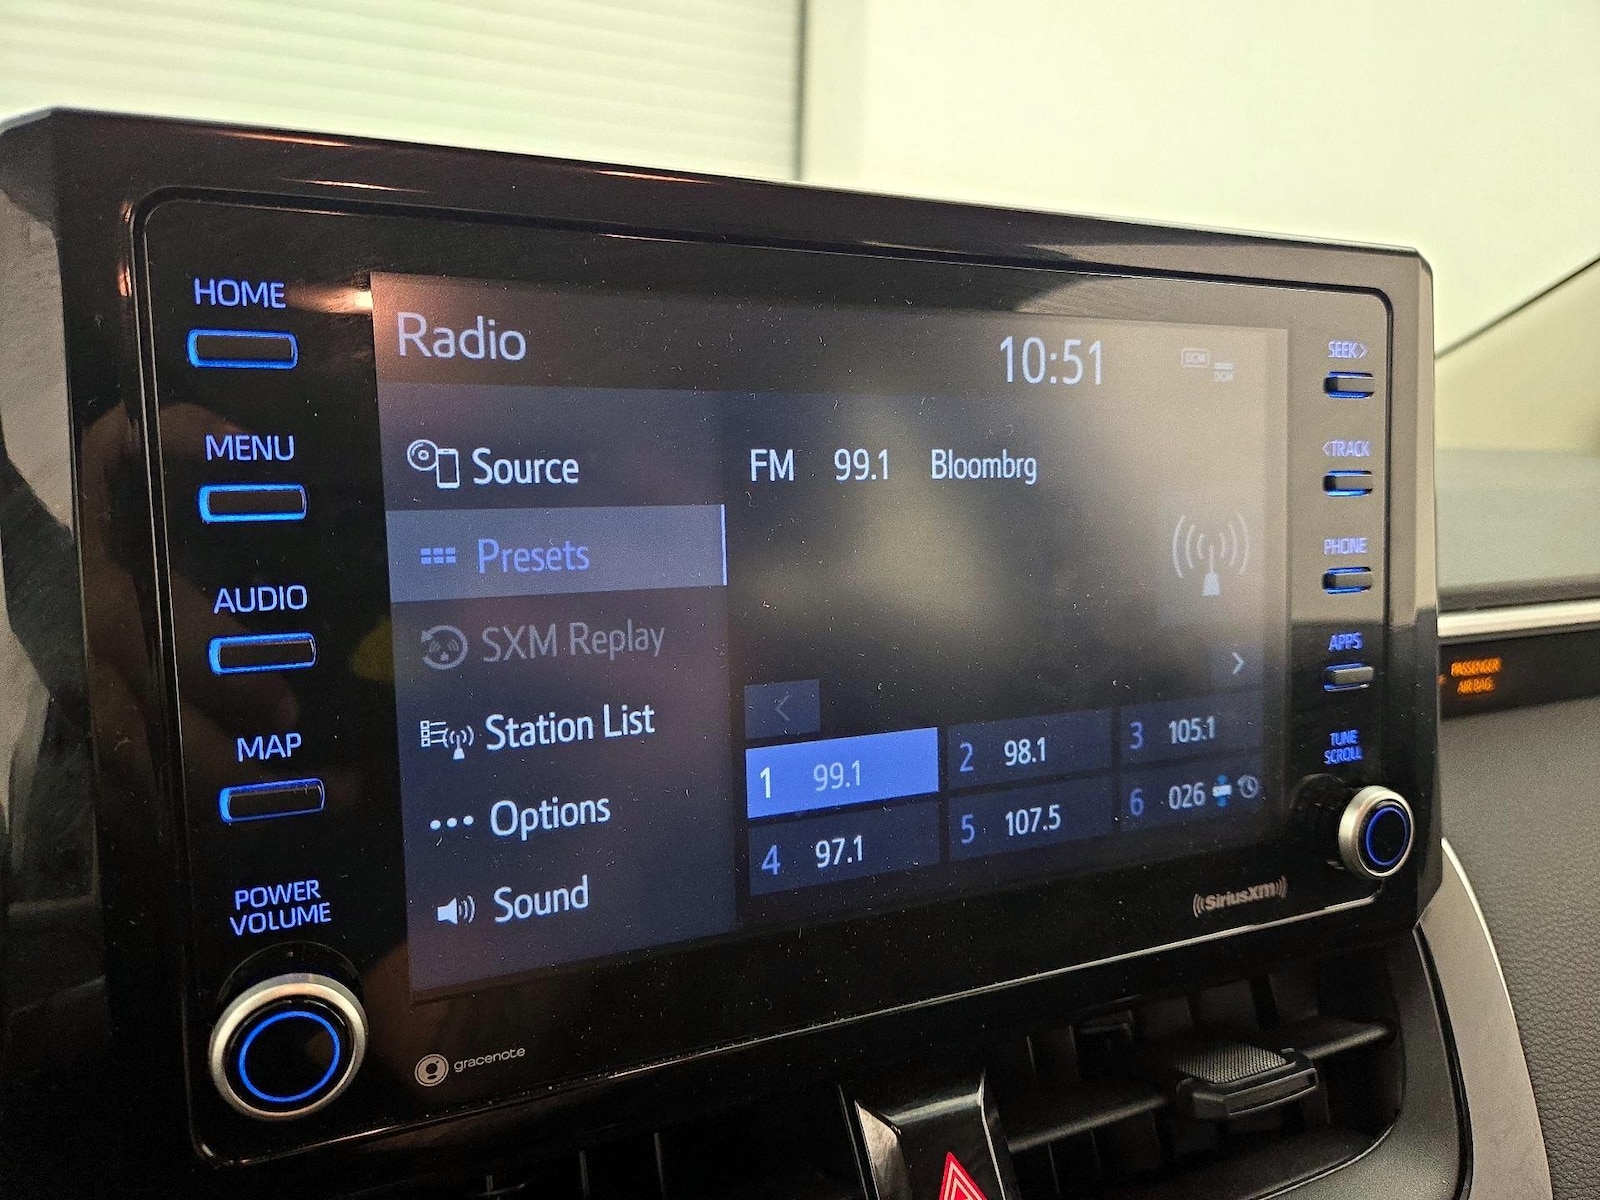 HOME
MENU
AUDIO
MAP
POWER
VOLUME
Radio
10:51
DCM
DCM
Source
Presets
SXM Replay
Station List
Options
Sound
FM 99.1 Bloombrg
1 99.1
2 98.1
3 105.1
4 97.1
5 107.5
6 026
SEEK>
<TRACK
PHONE
APPS
TUNE
SCROLL
((SiriusXM))
gracenote
PASSENGER
AIR BAG